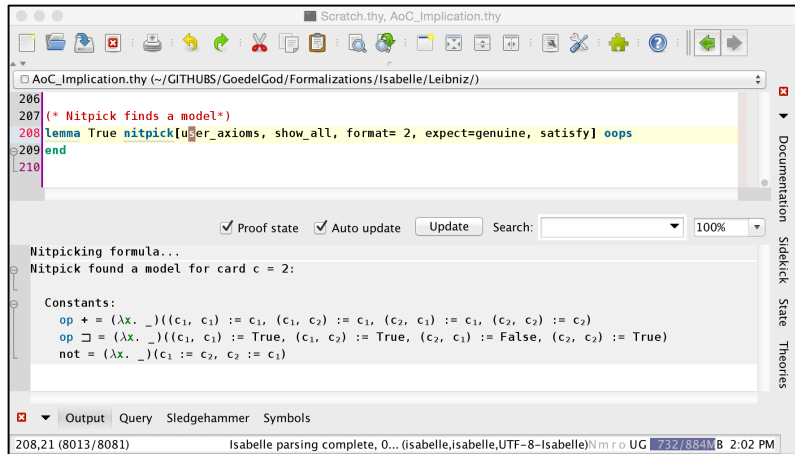 Scratch.thy, AoC_Implication.thy
AoC_Implication.thy (~/GITHUBS/GoedelGod/Formalizations/Isabelle/Leibniz/)
206
207 (* Nitpick finds a model*)
208 lemma True nitpick[user_axioms, show_all, format= 2, expect=genuine, satisfy] oops
209 end
210
Proof state Auto update Update Search: 100%
Nitpicking formula...
Nitpick found a model for card c = 2:
Constants:
op + = (λx. _)((c₁, c₁) := c₁, (c₁, c₂) := c₁, (c₂, c₁) := c₁, (c₂, c₂) := c₂)
op ⊐ = (λx. _)((c₁, c₁) := True, (c₁, c₂) := True, (c₂, c₁) := False, (c₂, c₂) := True)
not = (λx. _)(c₁ := c₂, c₂ := c₁)
Documentation
Sidekick
State
Theories
Output Query Sledgehammer Symbols
208,21 (8013/8081) Isabelle parsing complete, 0... (isabelle,isabelle,UTF-8-Isabelle)N m r o UG 732/884MB 2:02 PM